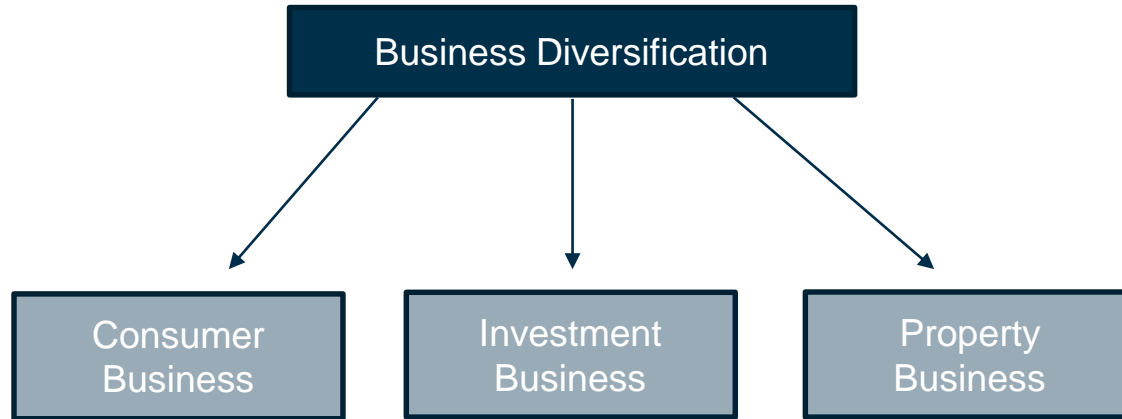 Business Diversification
Consumer
Business
Investment
Business
Property
Business